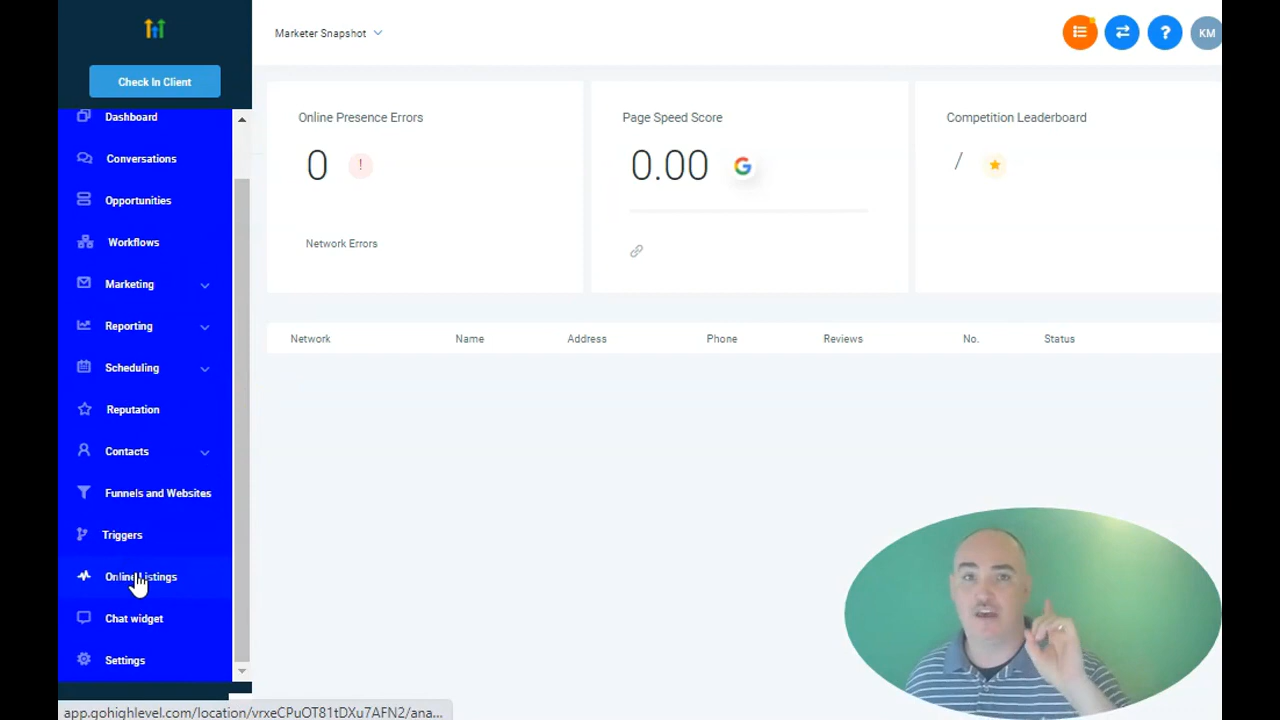 Check In Client
Dashboard
Conversations
Opportunities
Workflows
Marketing
Reporting
Scheduling
Reputation
Contacts
Funnels and Websites
Triggers
Online Listings
Chat widget
Settings
app.gohighlevel.com/location/vrxeCPuOT81tDXu7AFN2/ana...
Marketer Snapshot
?
KM
Online Presence Errors
0 !
Network Errors
Page Speed Score
0.00 G
Competition Leaderboard
/
Network Name Address Phone Reviews No. Status